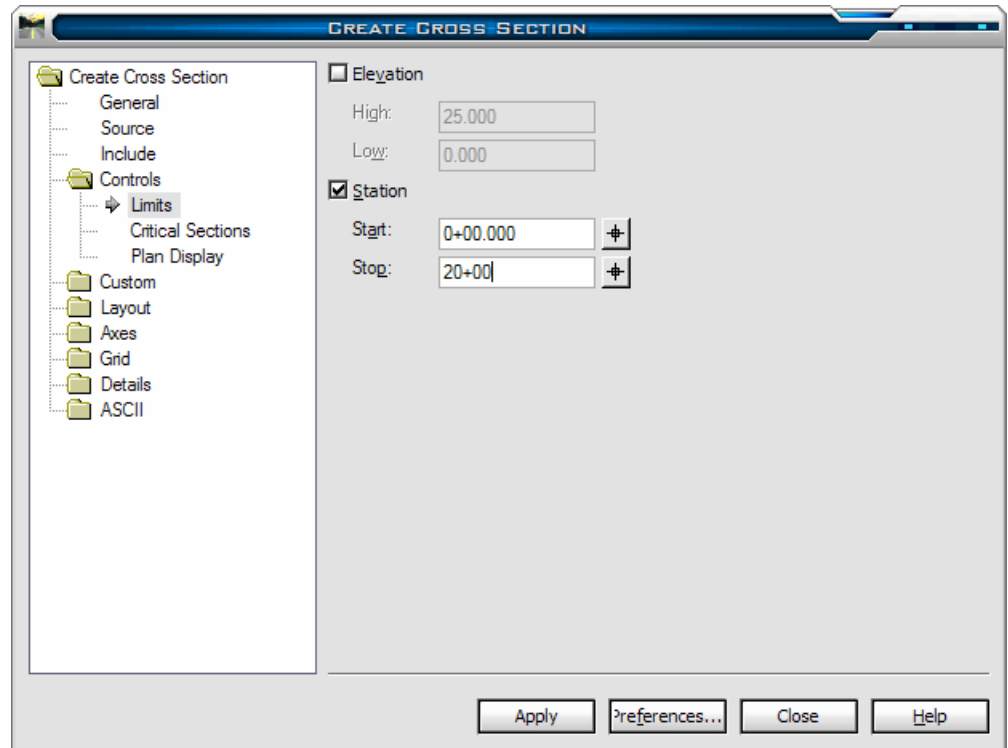 CREATE CROSS SECTION
Create Cross Section
General
Source
Include
Controls
Limits
Critical Sections
Plan Display
Custom
Layout
Axes
Grid
Details
ASCII
Elevation
High: 25.000
Low: 0.000
Station
Start: 0+00.000
Stop: 20+00
Apply Preferences... Close Help